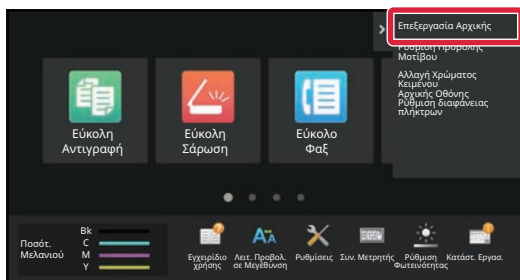 Επεξεργασία Αρχικής
Ρύθμιση Προβολής
Μοτίβου
Αλλαγή Χρώματος
Κειμένου
Αρχικής Οθόνης
Ρύθμιση διαφάνειας
πλήκτρων
Εύκολη
Αντιγραφή
Εύκολη
Σάρωση
Εύκολο
Φαξ
Ποσότ.
Μελανιού
Bk
C
M
Y
Εγχειρίδιο
χρήσης
Λειτ. Προβολ.
σε Μεγέθυνση
Ρυθμίσεις
Συν. Μετρητής
Ρύθμιση
Φωτεινότητας
Κατάστ. Εργασ.